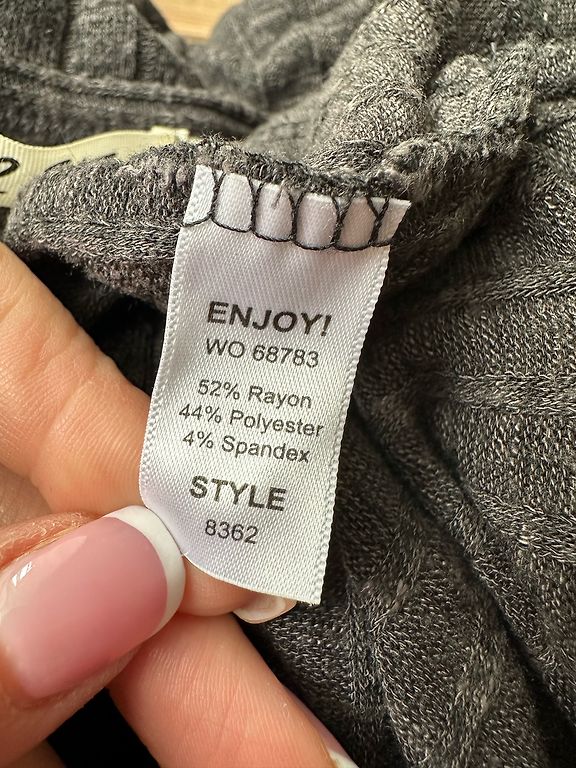 ENJOY!
WO 68783
52% Rayon
44% Polyester
4% Spandex
STYLE
8362